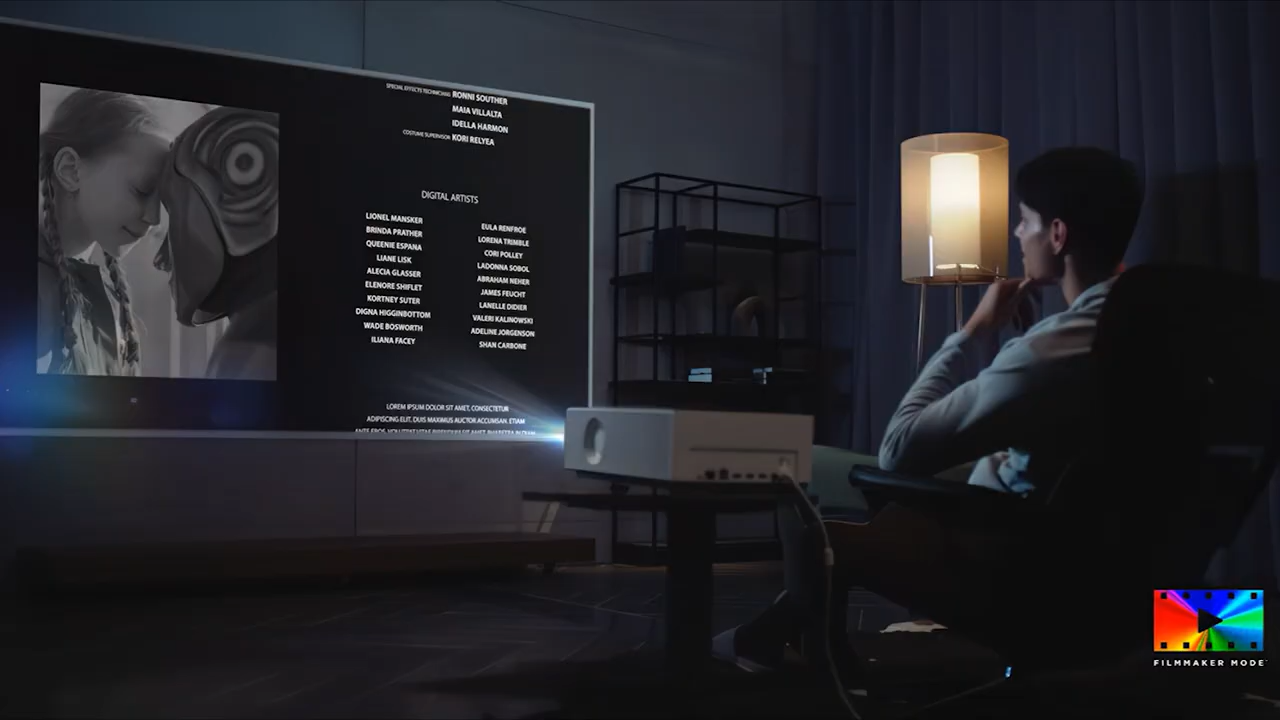 SPECIAL EFFECTS TECHNICIANS RONNI SOUTHER
MAIA VILLALTA
IDELLA HARMON
COSTUME SUPERVISOR KORI RELYEA
DIGITAL ARTISTS
LIONEL MANSKER
BRINDA PRATHER
QUEENIE ESPANA
LIANE LISK
ALECIA GLASSER
ELENORE SHIFLET
KORTNEY SUTER
DIGNA HIGGINBOTTOM
WADE BOSWORTH
ILIANA FACEY
EULA RENFROE
LORENA TRIMBLE
CORI POLLEY
LADONNA SOBOL
ABRAHAM NEHER
JAMES FEUCHT
LANELLE DIDIER
VALERI KALINOWSKI
ADELINE JORGENSON
SHAN CARBONE
LOREM IPSUM DOLOR SIT AMET, CONSECTETUR
ADIPISCING ELIT. DUIS MAXIMUS AUCTOR ACCUMSAN. ETIAM
FILMMAKER MODE